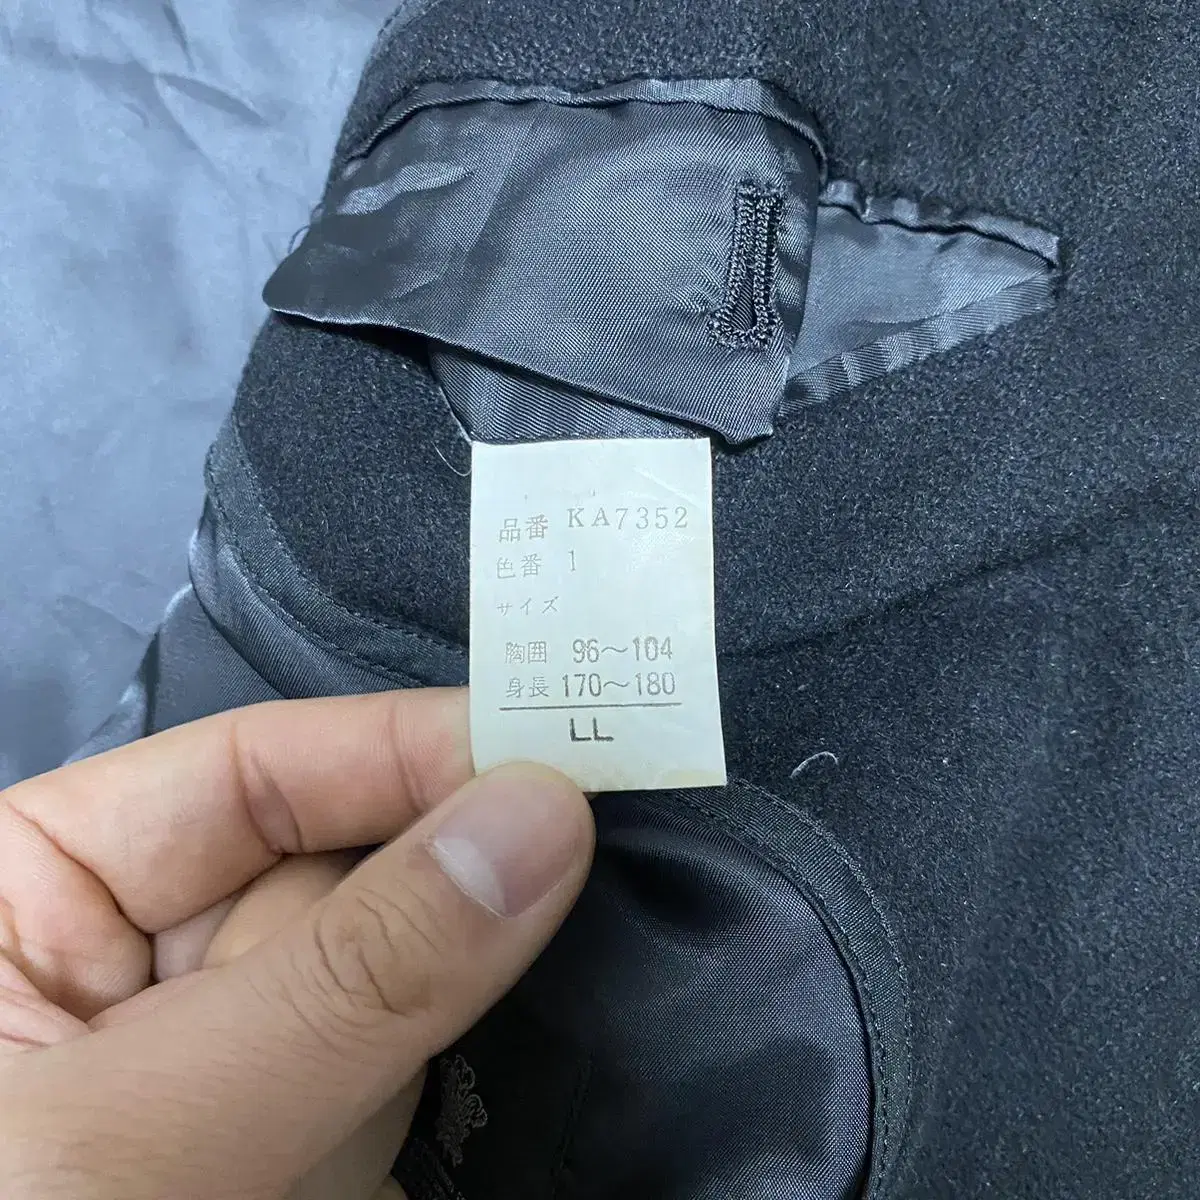 品番 KA7352
色番 1
サイズ
胸囲 96～104
身長 170～180
LL